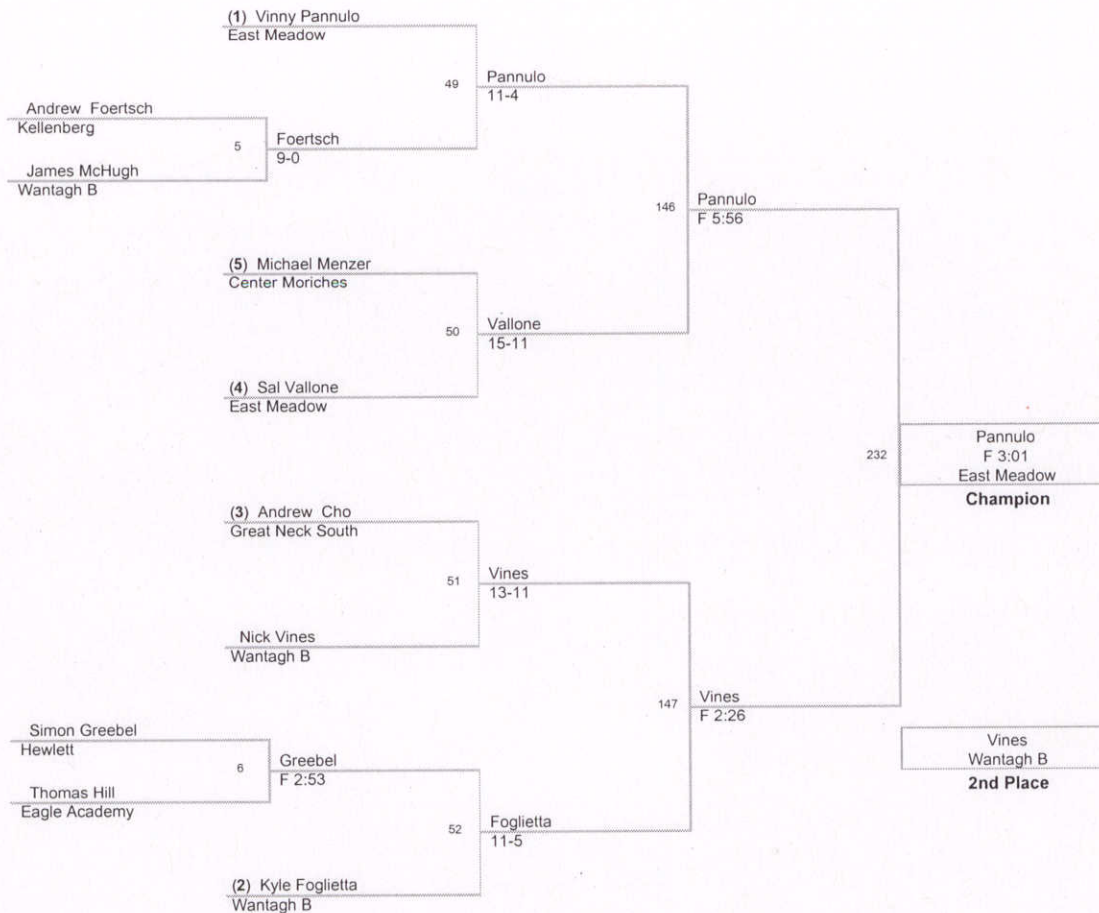 (1) Vinny Pannulo
East Meadow
49
Pannulo
11-4
Andrew Foertsch
Kellenberg
5
Foertsch
9-0
James McHugh
Wantagh B
146
Pannulo
F 5:56
(5) Michael Menzer
Center Moriches
50
Vallone
15-11
(4) Sal Vallone
East Meadow
232
Pannulo
F 3:01
East Meadow
Champion
(3) Andrew Cho
Great Neck South
51
Vines
13-11
Nick Vines
Wantagh B
147
Vines
F 2:26
Simon Greebel
Hewlett
6
Greebel
F 2:53
Thomas Hill
Eagle Academy
52
Foglietta
11-5
(2) Kyle Foglietta
Wantagh B
Vines
Wantagh B
2nd Place